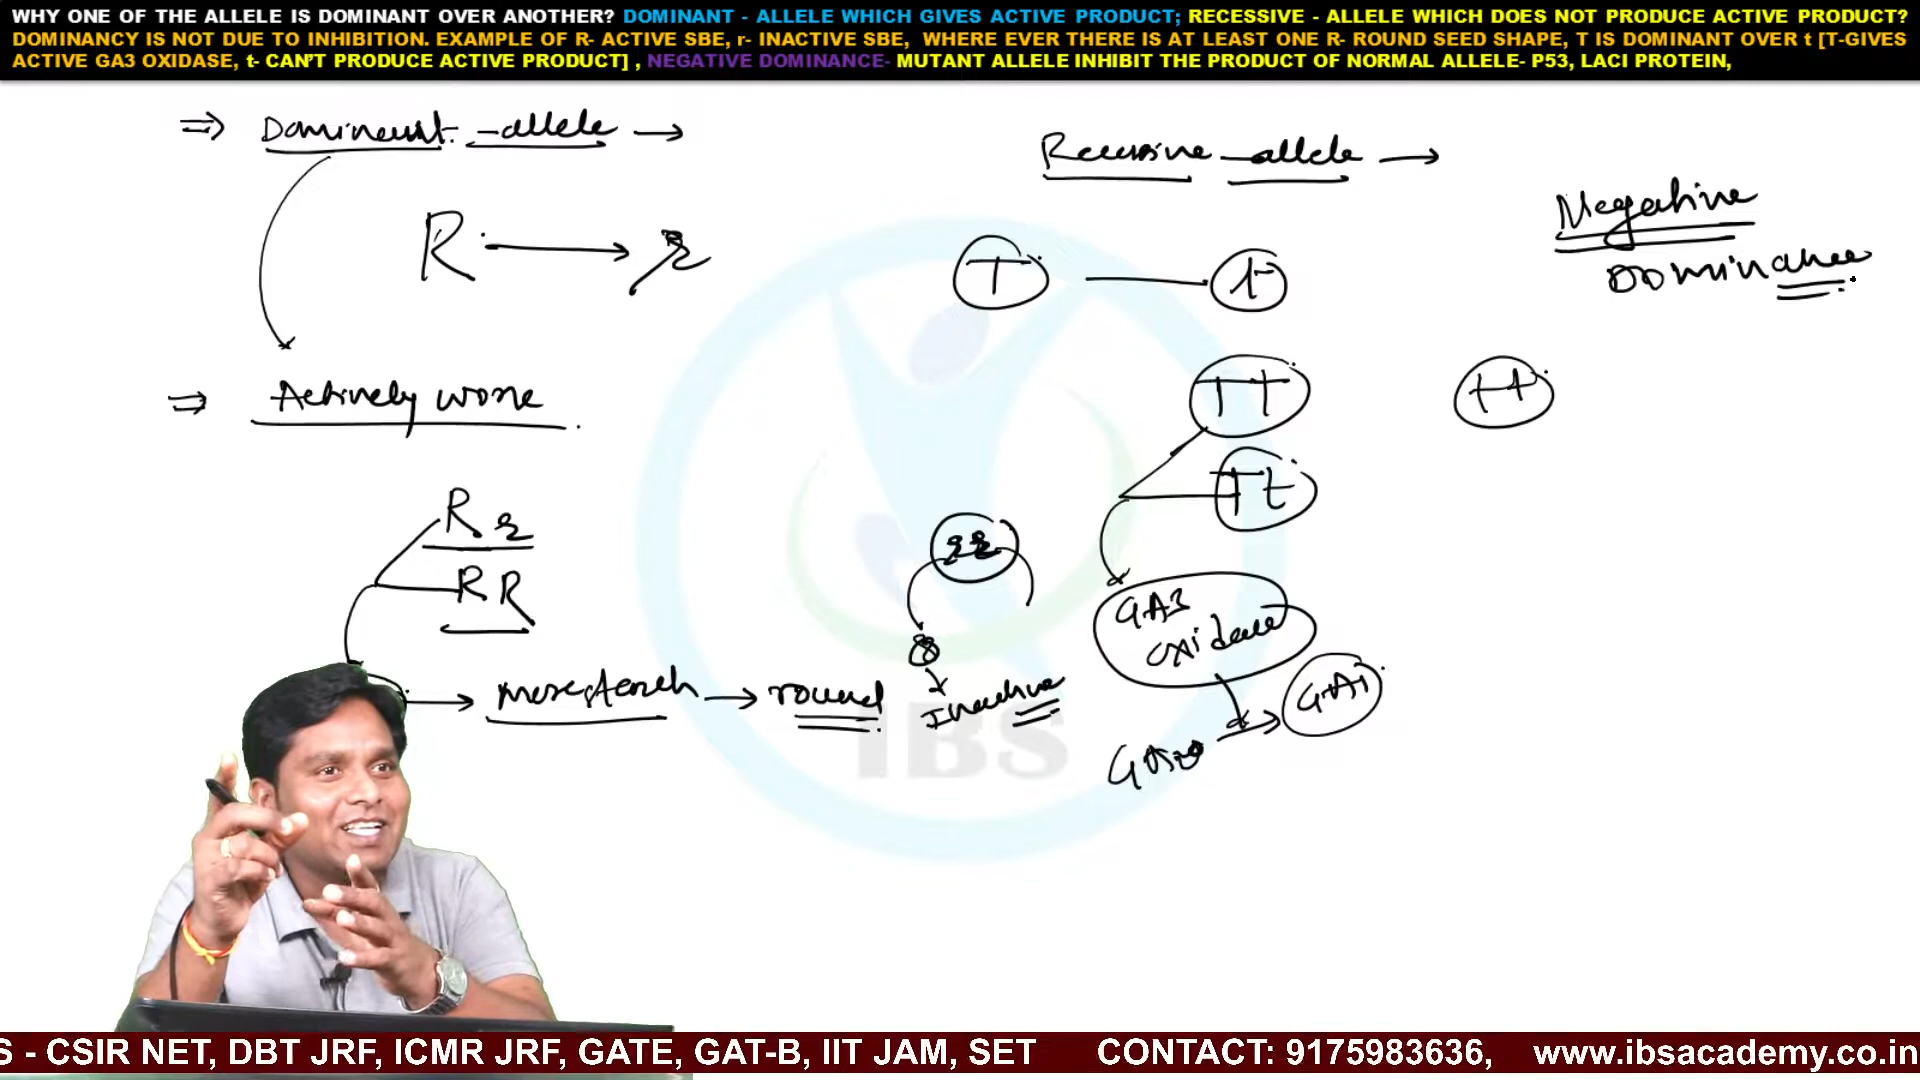 WHY ONE OF THE ALLELE IS DOMINANT OVER ANOTHER? DOMINANT - ALLELE WHICH GIVES ACTIVE PRODUCT; RECESSIVE - ALLELE WHICH DOES NOT PRODUCE ACTIVE PRODUCT?
DOMINANCY IS NOT DUE TO INHIBITION. EXAMPLE OF R- ACTIVE SBE, r- INACTIVE SBE, WHERE EVER THERE IS AT LEAST ONE R- ROUND SEED SHAPE, T IS DOMINANT OVER t [T-GIVES
ACTIVE GA3 OXIDASE, t- CAN'T PRODUCE ACTIVE PRODUCT] , NEGATIVE DOMINANCE- MUTANT ALLELE INHIBIT THE PRODUCT OF NORMAL ALLELE- P53, LACI PROTEIN,
⇒ Dominant - allele →
Recessive - allele →
Negative
Dominance
R → r
T — t
⇒ Actively work
TT
tt
Tt
Rr
RR
rr
GA3
oxidase
→ more starch → round
Inactive
GA20 → GA1
IBS
S - CSIR NET, DBT JRF, ICMR JRF, GATE, GAT-B, IIT JAM, SET CONTACT: 9175983636, www.ibsacademy.co.in